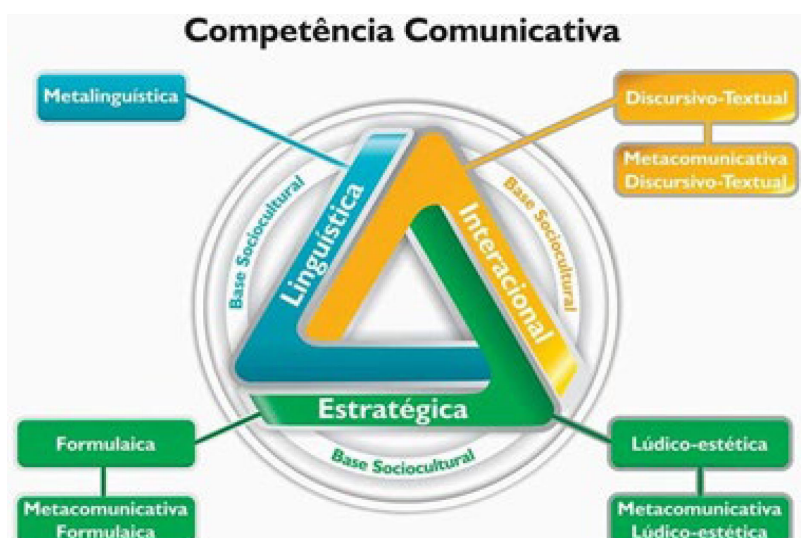 Competência Comunicativa
Metalinguística
Discursivo-Textual
Metacomunicativa
Discursivo-Textual
Base Sociocultural
Linguística
Interacional
Base Sociocultural
Estratégica
Base Sociocultural
Formulaica
Metacomunicativa
Formulaica
Lúdico-estética
Metacomunicativa
Lúdico-estética